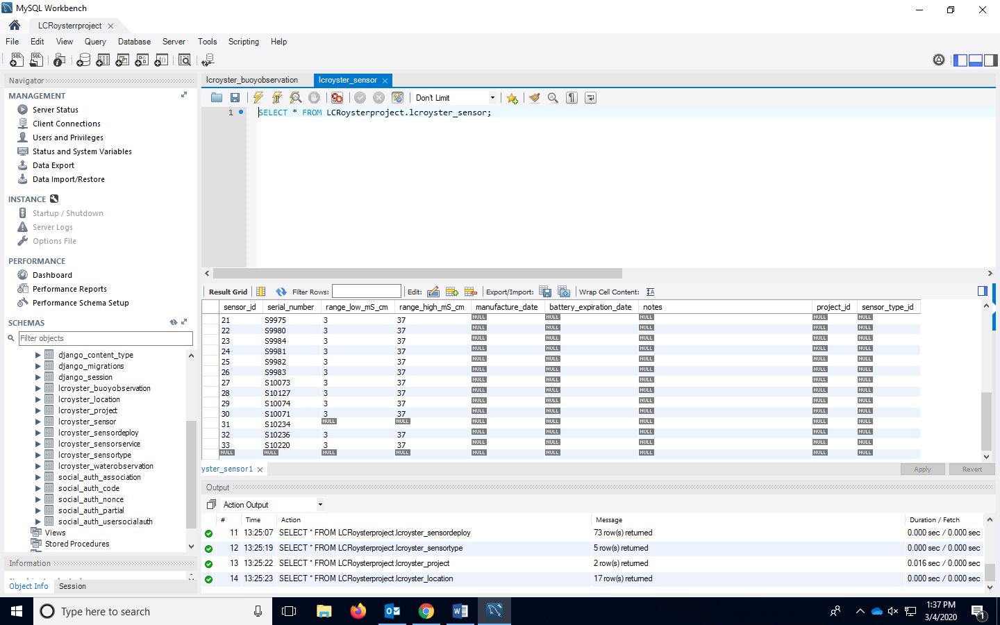 MySQL Workbench
LCRoysterrproject
File Edit View Query Database Server Tools Scripting Help
Navigator
MANAGEMENT
Server Status
Client Connections
Users and Privileges
Status and System Variables
Data Export
Data Import/Restore
INSTANCE
Startup / Shutdown
Server Logs
Options File
PERFORMANCE
Dashboard
Performance Reports
Performance Schema Setup
SCHEMAS
Filter objects
django_content_type
django_migrations
django_session
lcroyster_buoyobservation
lcroyster_location
lcroyster_project
lcroyster_sensor
lcroyster_sensordeploy
lcroyster_sensorservice
lcroyster_sensortype
lcroyster_waterobservation
social_auth_association
social_auth_code
social_auth_nonce
social_auth_partial
social_auth_usersocialauth
Views
Stored Procedures
Information
Object Info Session
lcroyster_buoyobservation lcroyster_sensor
Don't Limit
1 SELECT * FROM LCRoysterproject.lcroyster_sensor;
Result Grid Filter Rows: Edit: Export/Import: Wrap Cell Content:
sensor_id serial_number range_low_mS_cm range_high_mS_cm manufacture_date battery_expiration_date notes project_id sensor_type_id
21 S9975 3 37 NULL NULL NULL NULL NULL
22 S9980 3 37 NULL NULL NULL NULL NULL
23 S9984 3 37 NULL NULL NULL NULL NULL
24 S9981 3 37 NULL NULL NULL NULL NULL
25 S9982 3 37 NULL NULL NULL NULL NULL
26 S9983 3 37 NULL NULL NULL NULL NULL
27 S10073 3 37 NULL NULL NULL NULL NULL
28 S10127 3 37 NULL NULL NULL NULL NULL
29 S10074 3 37 NULL NULL NULL NULL NULL
30 S10071 3 37 NULL NULL NULL NULL NULL
31 S10234 NULL NULL NULL NULL NULL NULL NULL
32 S10236 3 37 NULL NULL NULL NULL NULL
33 S10220 3 37 NULL NULL NULL NULL NULL
NULL NULL NULL NULL NULL NULL NULL NULL NULL
yster_sensor1 Apply Revert
Output
Action Output
# Time Action Message Duration / Fetch
11 13:25:07 SELECT * FROM LCRoysterproject.lcroyster_sensordeploy 73 row(s) returned 0.000 sec / 0.000 sec
12 13:25:19 SELECT * FROM LCRoysterproject.lcroyster_sensortype 5 row(s) returned 0.000 sec / 0.000 sec
13 13:25:22 SELECT * FROM LCRoysterproject.lcroyster_project 2 row(s) returned 0.016 sec / 0.000 sec
14 13:25:23 SELECT * FROM LCRoysterproject.lcroyster_location 17 row(s) returned 0.000 sec / 0.000 sec
Type here to search
1:37 PM
3/4/2020
1